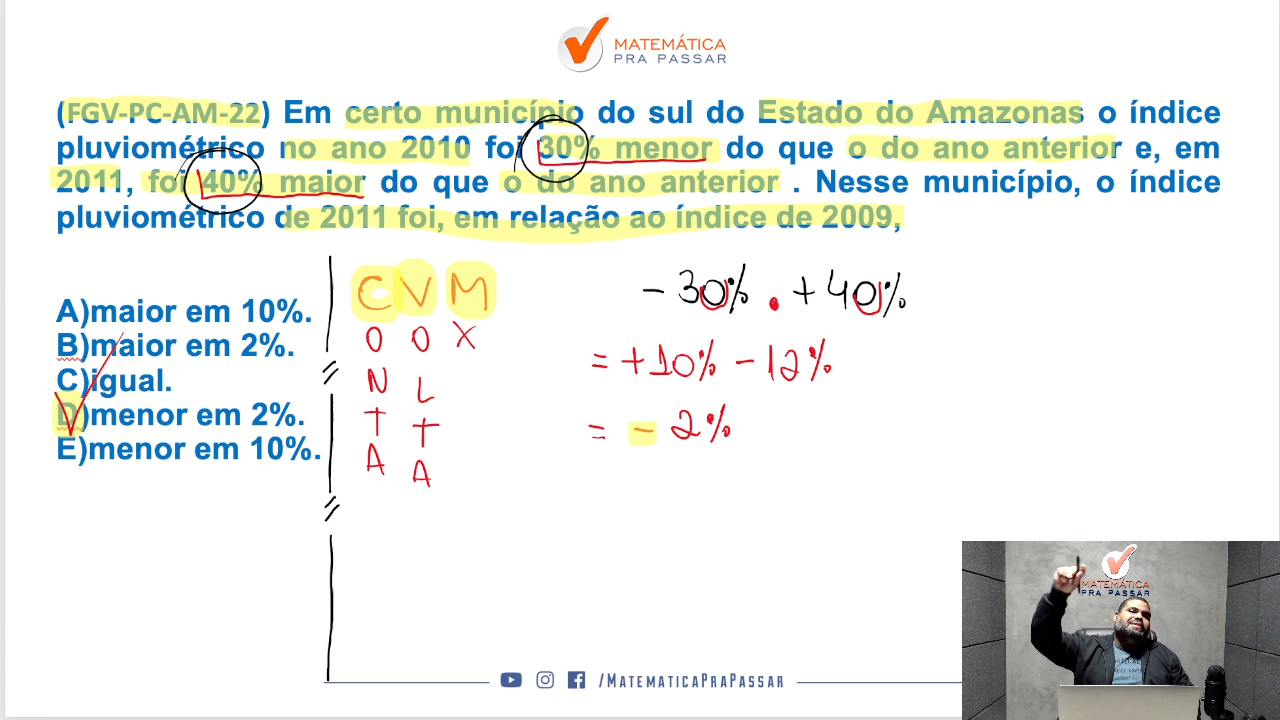 MATEMÁTICA
PRA PASSAR
(FGV-PC-AM-22) Em certo município do sul do Estado do Amazonas o índice
pluviométrico no ano 2010 foi 30% menor do que o do ano anterior e, em
2011, foi 40% maior do que o do ano anterior . Nesse município, o índice
pluviométrico de 2011 foi, em relação ao índice de 2009,
A)maior em 10%.
B)maior em 2%.
C)igual.
D)menor em 2%.
E)menor em 10%.
C V M
O O X
N L
T T
A A
- 30% . + 40%
= +10% - 12%
= - 2%
MATEMÁTICA
PRA PASSAR
/MATEMATICAPRAPASSAR